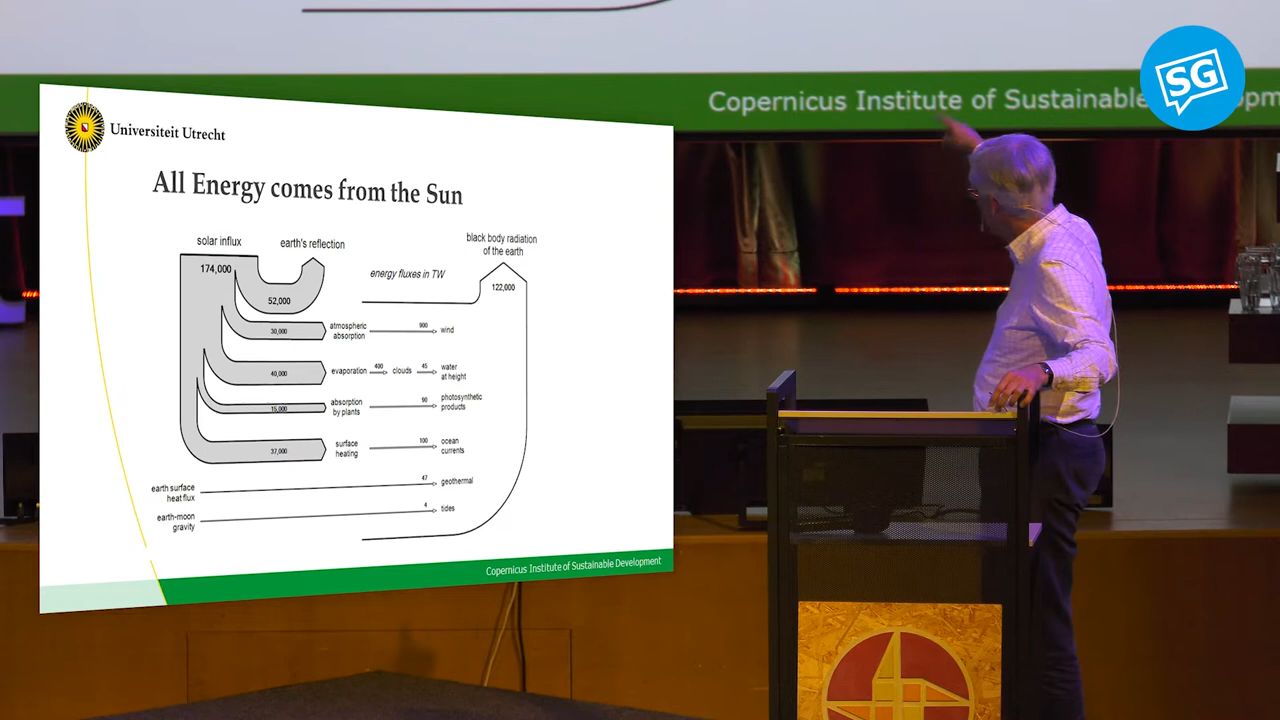 Copernicus Institute of Sustainable
SG
Universiteit Utrecht
All Energy comes from the Sun
solar influx
earth's reflection
black body radiation
of the earth
174,000
energy fluxes in TW
122,000
52,000
30,000
atmospheric
absorption
900
wind
40,000
evaporation
400
clouds
45
water
at height
15,000
absorption
by plants
90
photosynthetic
products
37,000
surface
heating
100
ocean
currents
earth surface
heat flux
47
geothermal
earth-moon
gravity
4
tides
Copernicus Institute of Sustainable Development